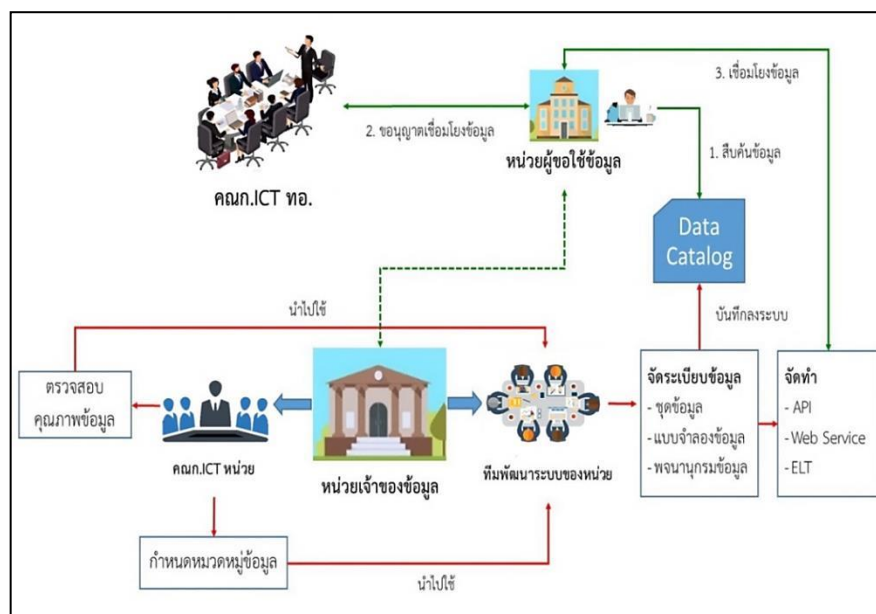 3. เชื่อมโยงข้อมูล
2. ขอนุญาตเชื่อมโยงข้อมูล
หน่วยผู้ขอใช้ข้อมูล
1. สืบค้นข้อมูล
คณก.ICT ทอ.
Data
Catalog
นำไปใช้
บันทึกลงระบบ
ตรวจสอบ
คุณภาพข้อมูล
คณก.ICT หน่วย
หน่วยเจ้าของข้อมูล
ทีมพัฒนาระบบของหน่วย
จัดระเบียบข้อมูล
- ชุดข้อมูล
- แบบจำลองข้อมูล
- พจนานุกรมข้อมูล
จัดทำ
- API
- Web Service
- ELT
กำหนดหมวดหมู่ข้อมูล
นำไปใช้